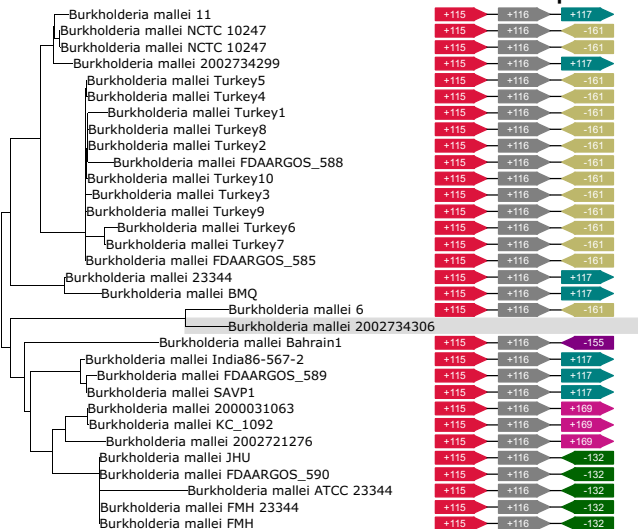 Burkholderia mallei 11 +115 +116 +117
Burkholderia mallei NCTC 10247 +115 +116 -161
Burkholderia mallei NCTC 10247 +115 +116 -161
Burkholderia mallei 2002734299 +115 +116 +117
Burkholderia mallei Turkey5 +115 +116 -161
Burkholderia mallei Turkey4 +115 +116 -161
Burkholderia mallei Turkey1 +115 +116 -161
Burkholderia mallei Turkey8 +115 +116 -161
Burkholderia mallei Turkey2 +115 +116 -161
Burkholderia mallei FDAARGOS_588 +115 +116 -161
Burkholderia mallei Turkey10 +115 +116 -161
Burkholderia mallei Turkey3 +115 +116 -161
Burkholderia mallei Turkey9 +115 +116 -161
Burkholderia mallei Turkey6 +115 +116 -161
Burkholderia mallei Turkey7 +115 +116 -161
Burkholderia mallei FDAARGOS_585 +115 +116 -161
Burkholderia mallei 23344 +115 +116 +117
Burkholderia mallei BMQ +115 +116 +117
Burkholderia mallei 6 +115 +116 -161
Burkholderia mallei 2002734306
Burkholderia mallei Bahrain1 +115 +116 -155
Burkholderia mallei India86-567-2 +115 +116 +117
Burkholderia mallei FDAARGOS_589 +115 +116 +117
Burkholderia mallei SAVP1 +115 +116 +117
Burkholderia mallei 2000031063 +115 +116 +169
Burkholderia mallei KC_1092 +115 +116 +169
Burkholderia mallei 2002721276 +115 +116 +169
Burkholderia mallei JHU +115 +116 -132
Burkholderia mallei FDAARGOS_590 +115 +116 -132
Burkholderia mallei ATCC 23344 +115 +116 -132
Burkholderia mallei FMH 23344 +115 +116 -132
Burkholderia mallei FMH +115 +116 -132